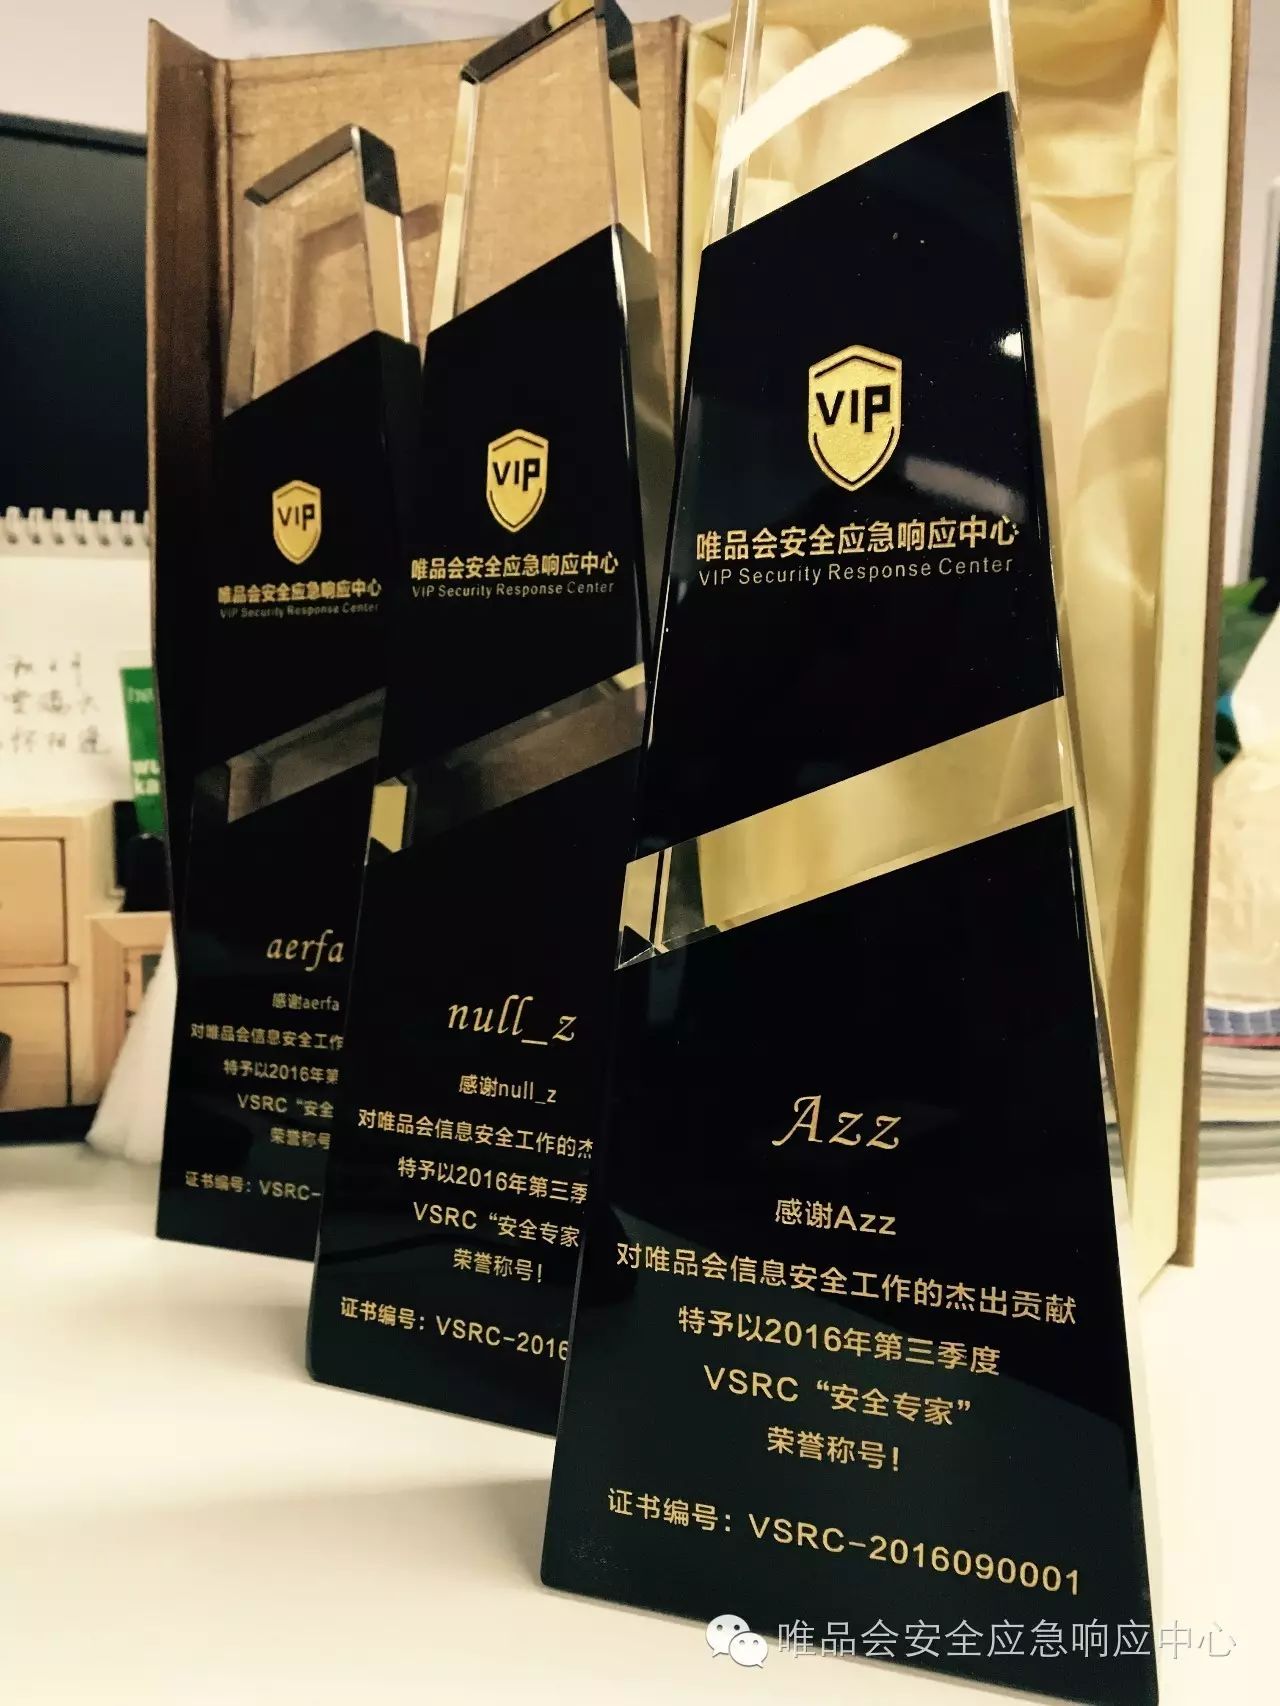 VIP
唯品会安全应急响应中心
VIP Security Response Center
aerfa
感谢aerfa
对唯品会信息安全工作
特予以2016年第
VSRC“安全
荣誉称号
证书编号：VSRC-
VIP
唯品会安全应急响应中心
VIP Security Response Center
null_z
感谢null_z
对唯品会信息安全工作的杰
特予以2016年第三季
VSRC“安全专家
荣誉称号！
证书编号：VSRC-2016
VIP
唯品会安全应急响应中心
VIP Security Response Center
Azz
感谢Azz
对唯品会信息安全工作的杰出贡献
特予以2016年第三季度
VSRC“安全专家”
荣誉称号！
证书编号：VSRC-2016090001
唯品会安全应急响应中心